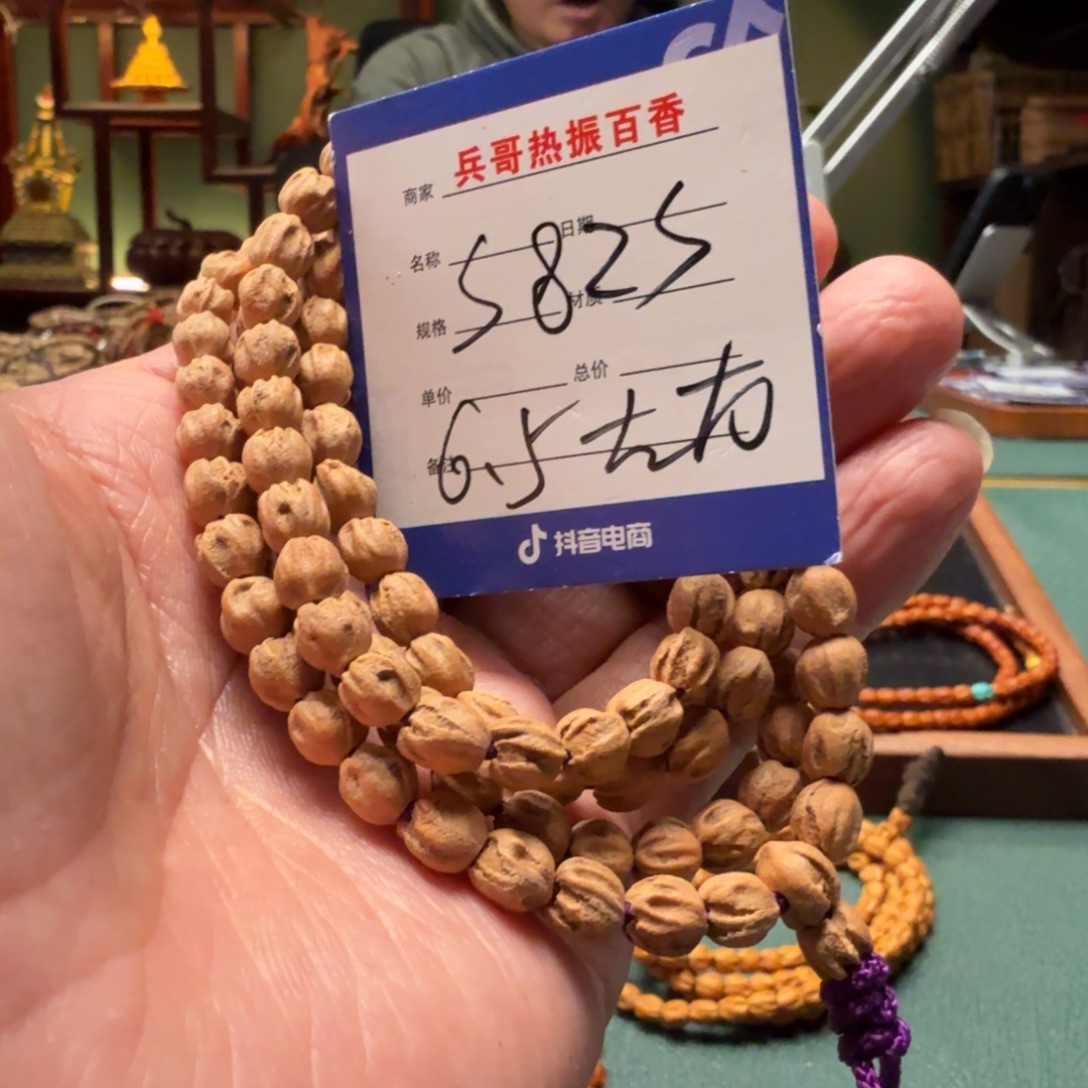 商家 兵哥热振百香
名称 日期
5825
规格 材质
单价 总价
备注 6.5左右
抖音电商